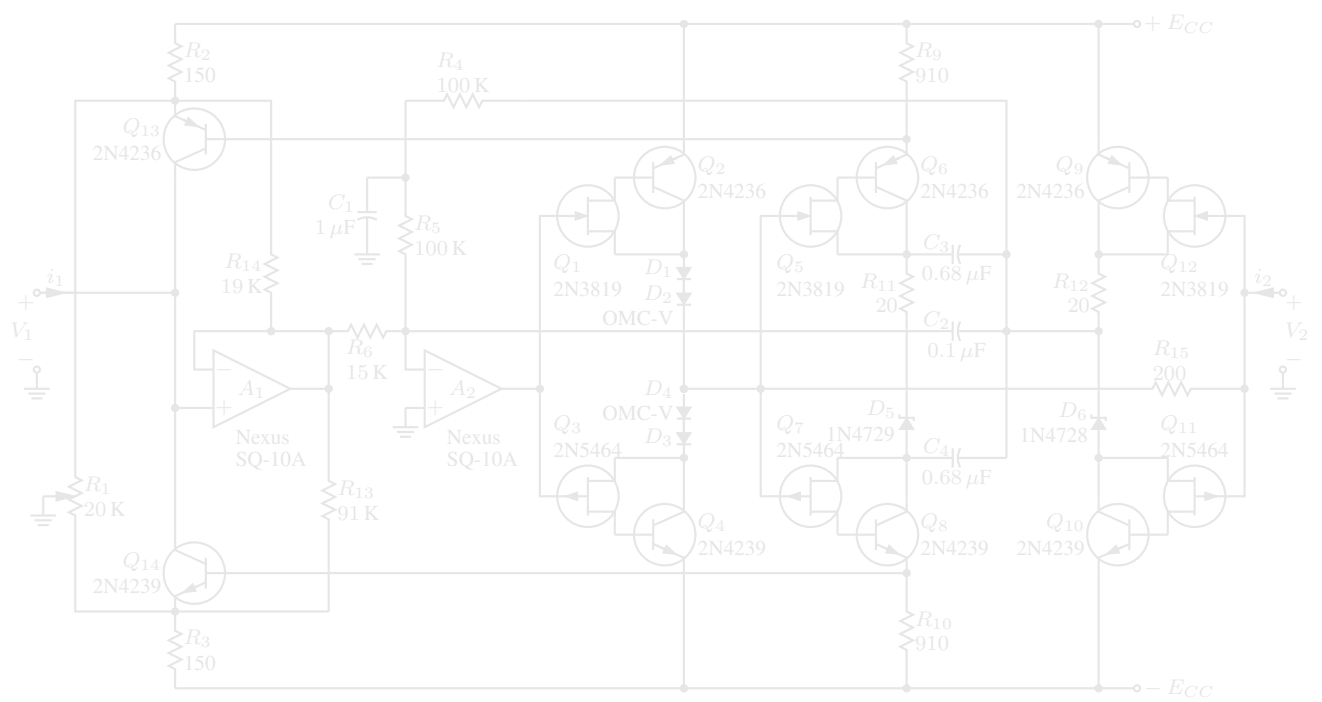 + E_CC
R_2
150
R_9
910
R_4
100 K
Q_13
2N4236
Q_2
2N4236
Q_6
2N4236
Q_9
2N4236
C_1
1 μF
R_5
100 K
C_3
0.68 μF
Q_1
2N3819
D_1
D_2
OMC-V
Q_5
2N3819
R_11
20
R_12
20
Q_12
2N3819
R_14
19 K
i_1
+
V_1
−
i_2
+
V_2
−
C_2
0.1 μF
R_6
15 K
R_15
200
−
A_1
+
Nexus
SQ-10A
−
A_2
+
Nexus
SQ-10A
D_4
OMC-V
D_3
Q_3
2N5464
Q_7
2N5464
D_5
1N4729
D_6
1N4728
Q_11
2N5464
C_4
0.68 μF
R_1
20 K
R_13
91 K
Q_4
2N4239
Q_8
2N4239
Q_10
2N4239
Q_14
2N4239
R_3
150
R_10
910
− E_CC